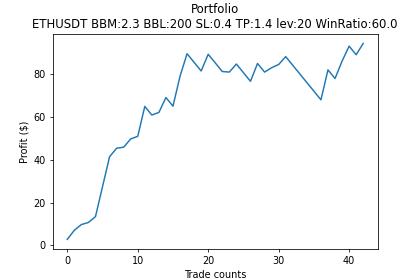 Portfolio
ETHUSDT BBM:2.3 BBL:200 SL:0.4 TP:1.4 lev:20 WinRatio:60.0
80
60
40
20
0
Profit ($)
0 10 20 30 40
Trade counts